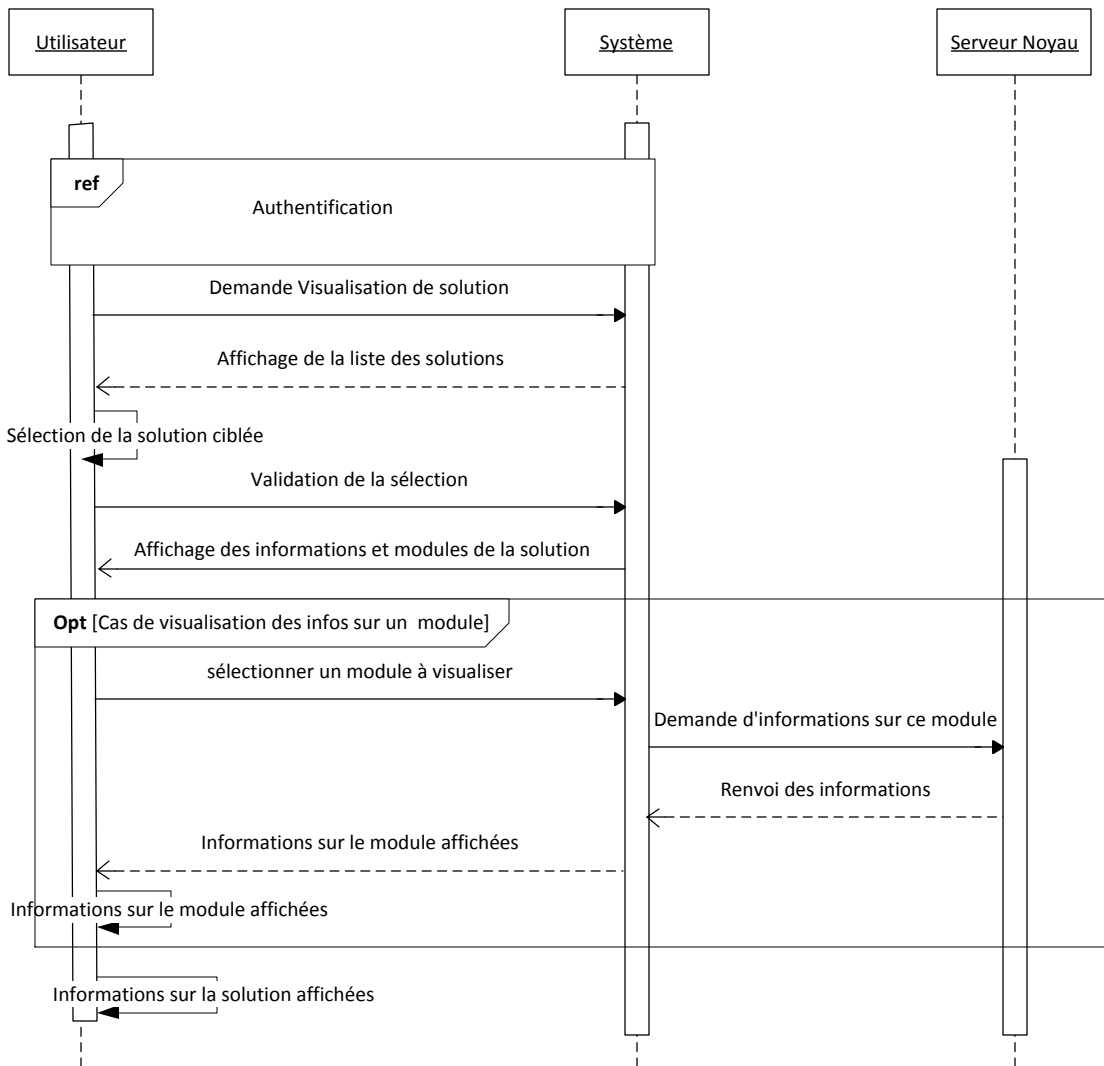 Utilisateur
Système
Serveur Noyau
ref
Authentification
Demande Visualisation de solution
Affichage de la liste des solutions
Sélection de la solution ciblée
Validation de la sélection
Affichage des informations et modules de la solution
Opt [Cas de visualisation des infos sur un module]
sélectionner un module à visualiser
Demande d'informations sur ce module
Renvoi des informations
Informations sur le module affichées
Informations sur le module affichées
Informations sur la solution affichées